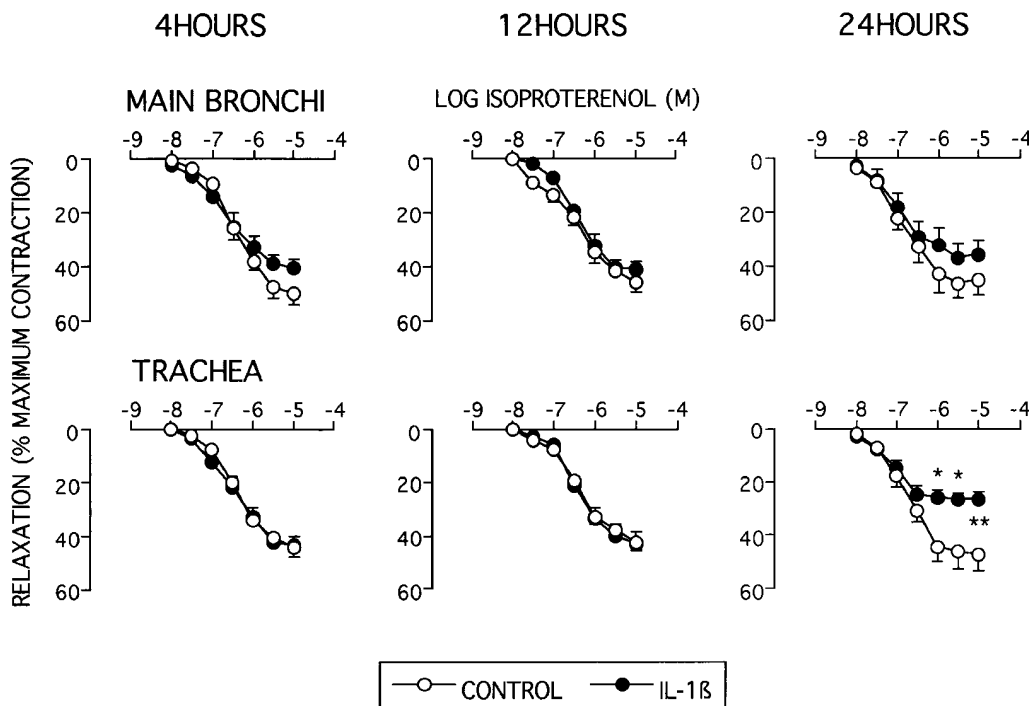 4HOURS 12HOURS 24HOURS
MAIN BRONCHI LOG ISOPROTERENOL (M)
-9 -8 -7 -6 -5 -4 -9 -8 -7 -6 -5 -4 -9 -8 -7 -6 -5 -4
0 0 0
20 20 20
40 40 40
60 60 60
RELAXATION (% MAXIMUM CONTRACTION)
TRACHEA
-9 -8 -7 -6 -5 -4 -9 -8 -7 -6 -5 -4 -9 -8 -7 -6 -5 -4
0 0 0
* *
20 20 20
**
40 40 40
60 60 60
CONTROL IL-1ß